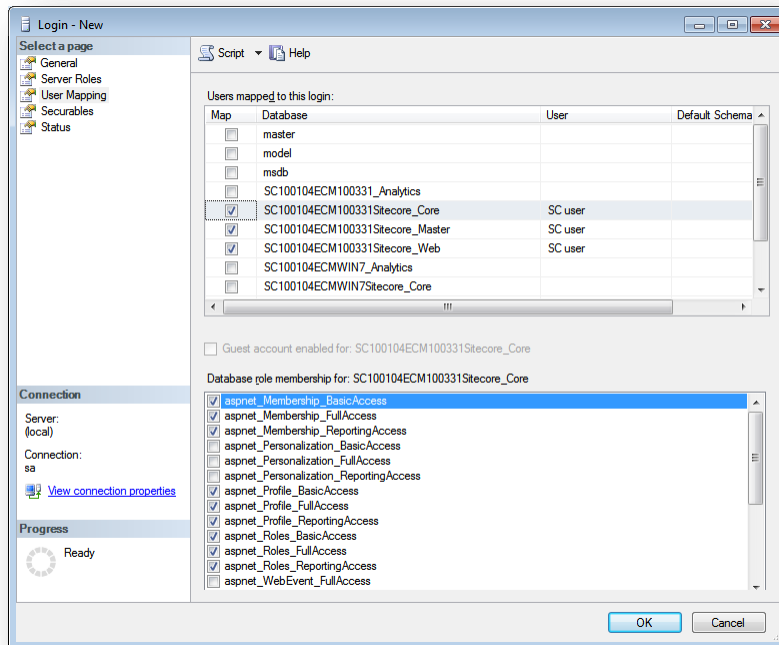 Login - New
Select a page
General
Server Roles
User Mapping
Securables
Status
Script Help
Users mapped to this login:
Map Database User Default Schema
master
model
msdb
SC100104ECM100331_Analytics
SC100104ECM100331Sitecore_Core SC user
SC100104ECM100331Sitecore_Master SC user
SC100104ECM100331Sitecore_Web SC user
SC100104ECMWIN7_Analytics
SC100104ECMWIN7Sitecore_Core
Guest account enabled for: SC100104ECM100331Sitecore_Core
Database role membership for: SC100104ECM100331Sitecore_Core
aspnet_Membership_BasicAccess
aspnet_Membership_FullAccess
aspnet_Membership_ReportingAccess
aspnet_Personalization_BasicAccess
aspnet_Personalization_FullAccess
aspnet_Personalization_ReportingAccess
aspnet_Profile_BasicAccess
aspnet_Profile_FullAccess
aspnet_Profile_ReportingAccess
aspnet_Roles_BasicAccess
aspnet_Roles_FullAccess
aspnet_Roles_ReportingAccess
aspnet_WebEvent_FullAccess
Connection
Server:
(local)
Connection:
sa
View connection properties
Progress
Ready
OK Cancel